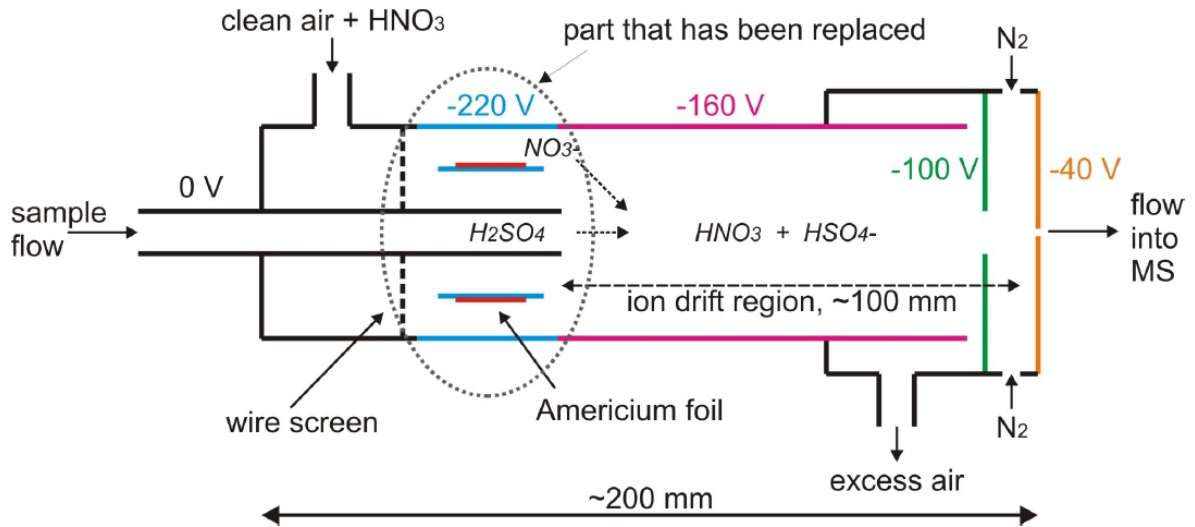 clean air + HNO3
part that has been replaced
N2
-220 V
-160 V
NO3-
0 V
-100 V
-40 V
sample
flow
H2SO4
HNO3 + HSO4-
flow
into
MS
ion drift region, ~100 mm
wire screen
Americium foil
N2
excess air
~200 mm